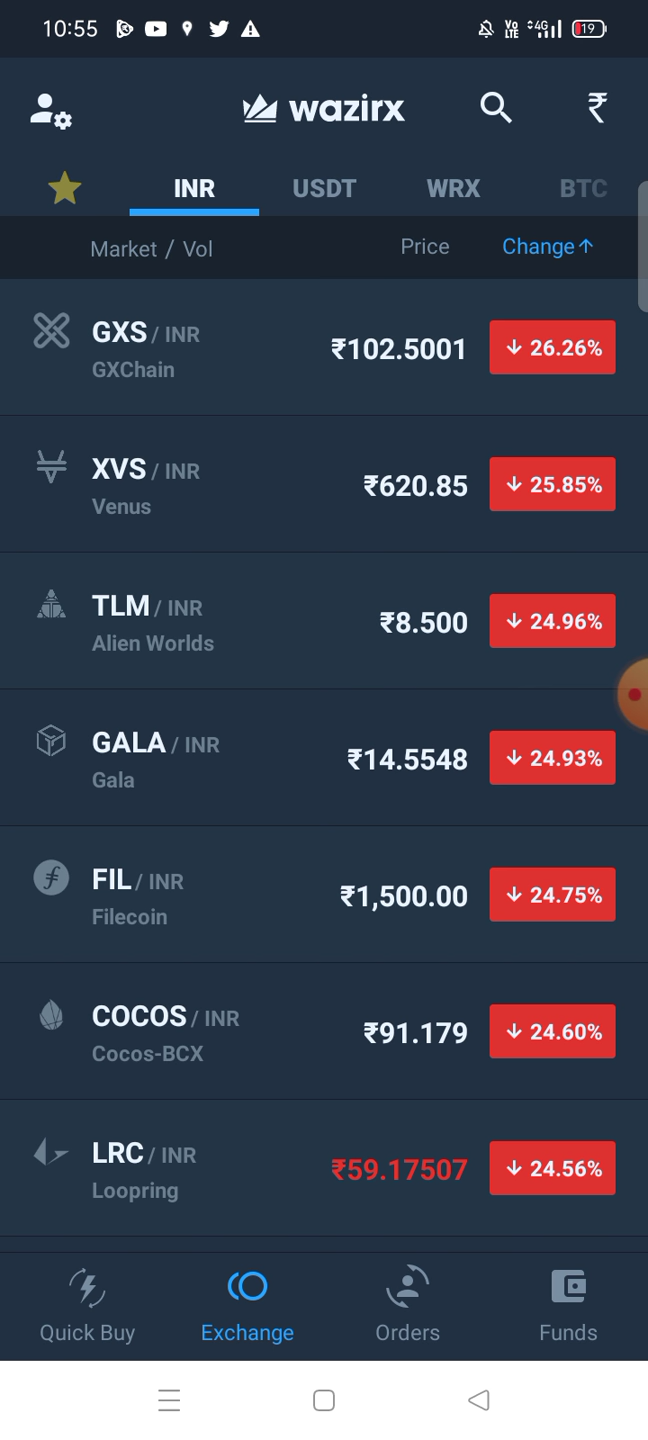 10:55 VoLTE 4G 19
wazirx ₹
INR USDT WRX BTC
Market / Vol Price Change↑
GXS / INR ₹102.5001 ↓ 26.26%
GXChain
XVS / INR ₹620.85 ↓ 25.85%
Venus
TLM / INR ₹8.500 ↓ 24.96%
Alien Worlds
GALA / INR ₹14.5548 ↓ 24.93%
Gala
FIL / INR ₹1,500.00 ↓ 24.75%
Filecoin
COCOS / INR ₹91.179 ↓ 24.60%
Cocos-BCX
LRC / INR ₹59.17507 ↓ 24.56%
Loopring
Quick Buy Exchange Orders Funds